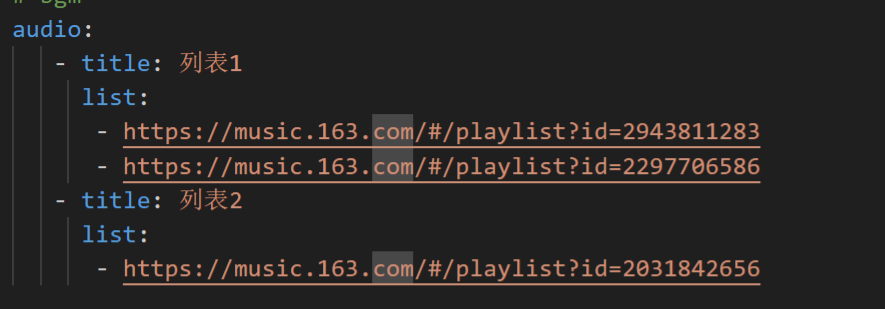 # bgm
audio:
- title: 列表1
list:
- https://music.163.com/#/playlist?id=2943811283
- https://music.163.com/#/playlist?id=2297706586
- title: 列表2
list:
- https://music.163.com/#/playlist?id=2031842656